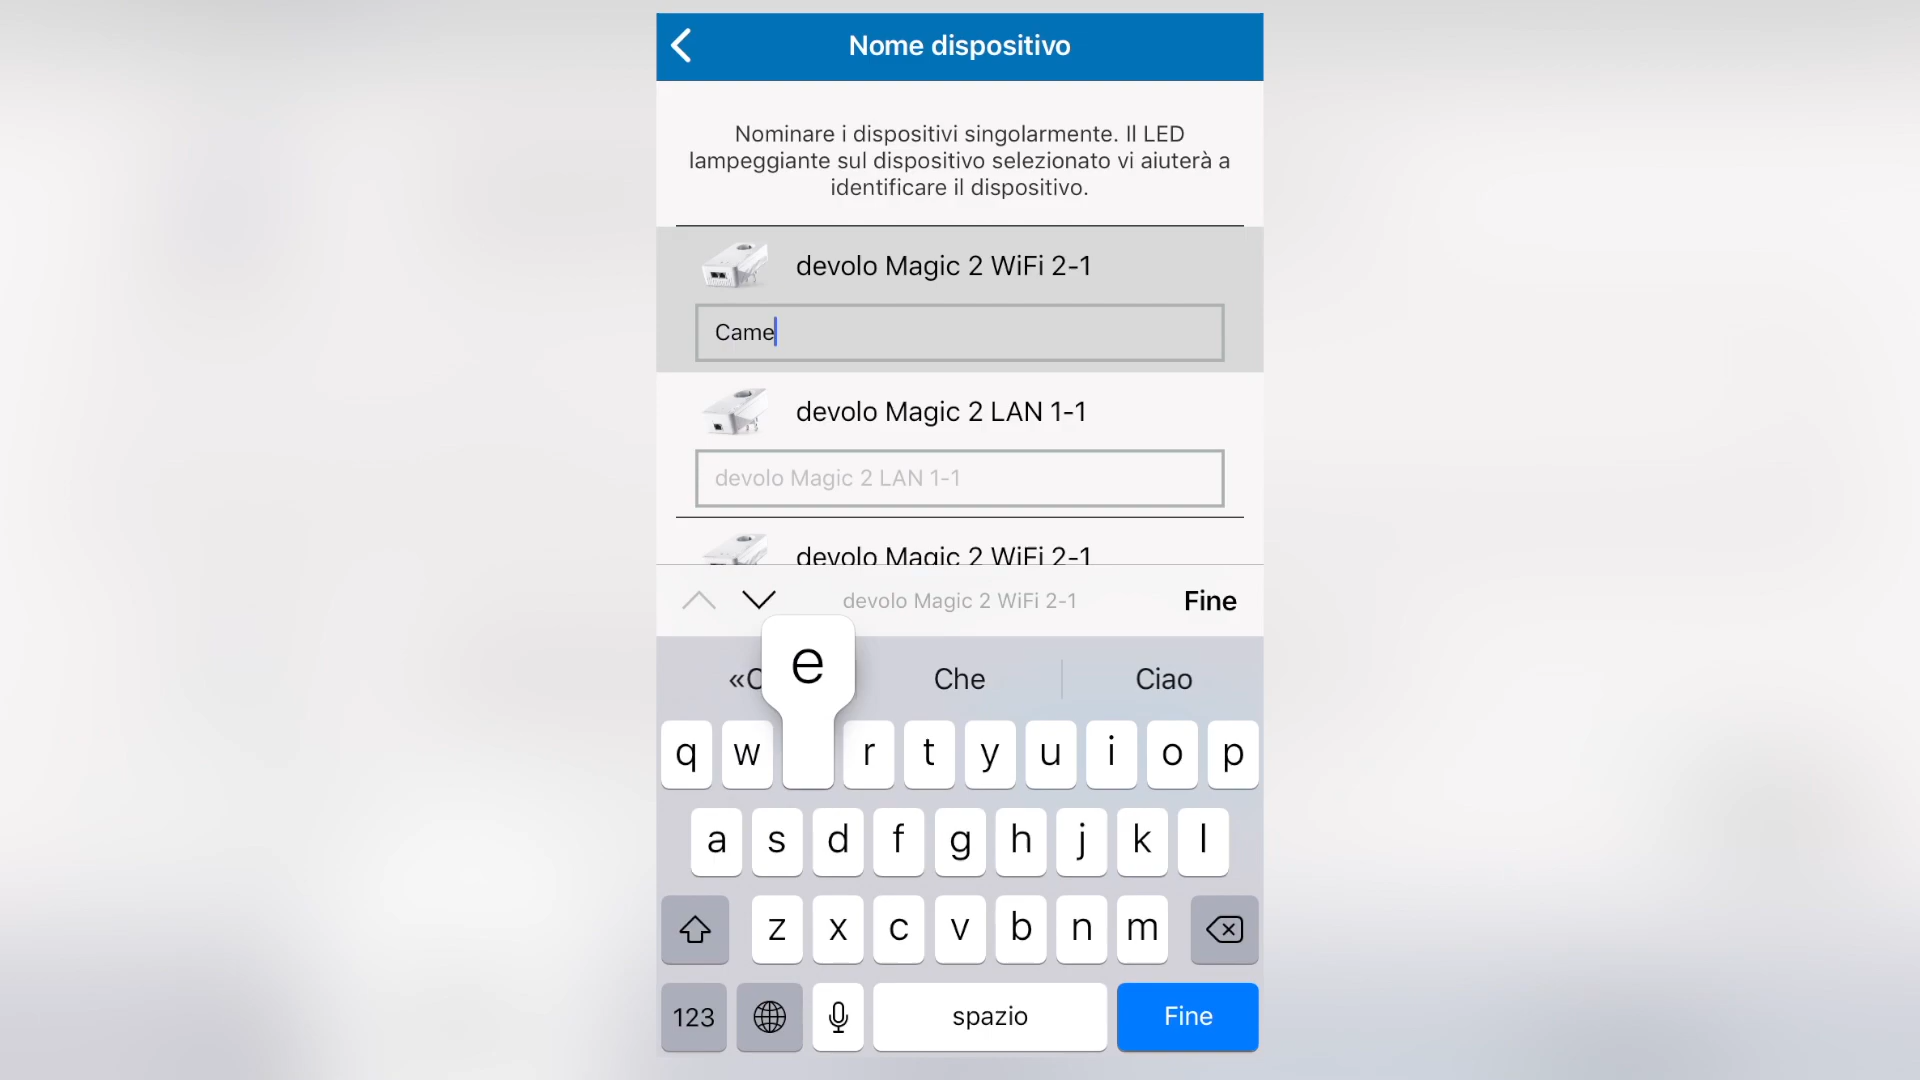 Nome dispositivo
Nominare i dispositivi singolarmente. Il LED
lampeggiante sul dispositivo selezionato vi aiuterà a
identificare il dispositivo.
devolo Magic 2 WiFi 2-1
Came
devolo Magic 2 LAN 1-1
devolo Magic 2 LAN 1-1
devolo Magic 2 WiFi 2-1
devolo Magic 2 WiFi 2-1 Fine
e
Che Ciao
q w r t y u i o p
a s d f g h j k l
z x c v b n m
123 spazio Fine